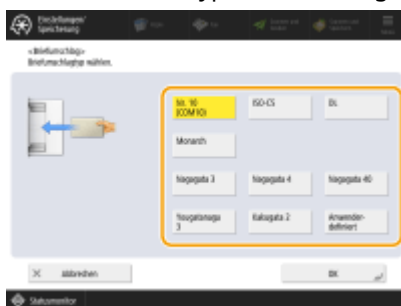 Einstellungen/
Speicherung
<Briefumschlag>
Briefumschlagtyp wählen.
Nr. 10
(COM10)
ISO-C5
DL
Monarch
Nagagata 3
Nagagata 4
Nagagata 40
Yougatanaga
3
Kakugata 2
Anwender-
definiert
Abbrechen
OK
Statusmonitor